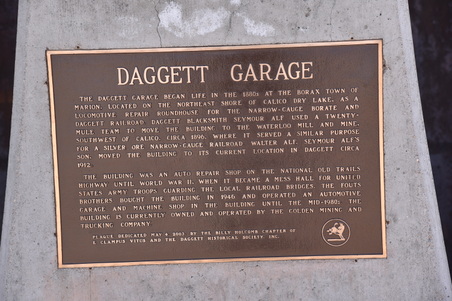 DAGGETT GARAGE
THE DAGGETT GARAGE BEGAN LIFE IN THE 1880s AT THE BORAX TOWN OF
MARION, LOCATED ON THE NORTHEAST SHORE OF CALICO DRY LAKE, AS A
LOCOMOTIVE REPAIR ROUNDHOUSE FOR THE NARROW-GAUGE BORATE AND
DAGGETT RAILROAD. DAGGETT BLACKSMITH SEYMOUR ALF USED A TWENTY-
MULE TEAM TO MOVE THE BUILDING TO THE WATERLOO MILL AND MINE,
SOUTHWEST OF CALICO, CIRCA 1896, WHERE IT SERVED A SIMILAR PURPOSE
FOR A SILVER ORE NARROW-GAUGE RAILROAD. WALTER ALF, SEYMOUR ALF'S
SON, MOVED THE BUILDING TO ITS CURRENT LOCATION IN DAGGETT CIRCA
1912.
THE BUILDING WAS AN AUTO REPAIR SHOP ON THE NATIONAL OLD TRAILS
HIGHWAY UNTIL WORLD WAR II, WHEN IT BECAME A MESS HALL FOR UNITED
STATES ARMY TROOPS, GUARDING THE LOCAL RAILROAD BRIDGES. THE FOUTS
BROTHERS BOUGHT THE BUILDING IN 1946 AND OPERATED AN AUTOMOTIVE
GARAGE AND MACHINE SHOP IN THE BUILDING UNTIL THE MID-1980s. THE
BUILDING IS CURRENTLY OWNED AND OPERATED BY THE GOLDEN MINING AND
TRUCKING COMPANY.
PLAQUE DEDICATED MAY 4, 2002 BY THE BILLY HOLCOMB CHAPTER OF
E CLAMPUS VITUS AND THE DAGGETT HISTORICAL SOCIETY, INC.